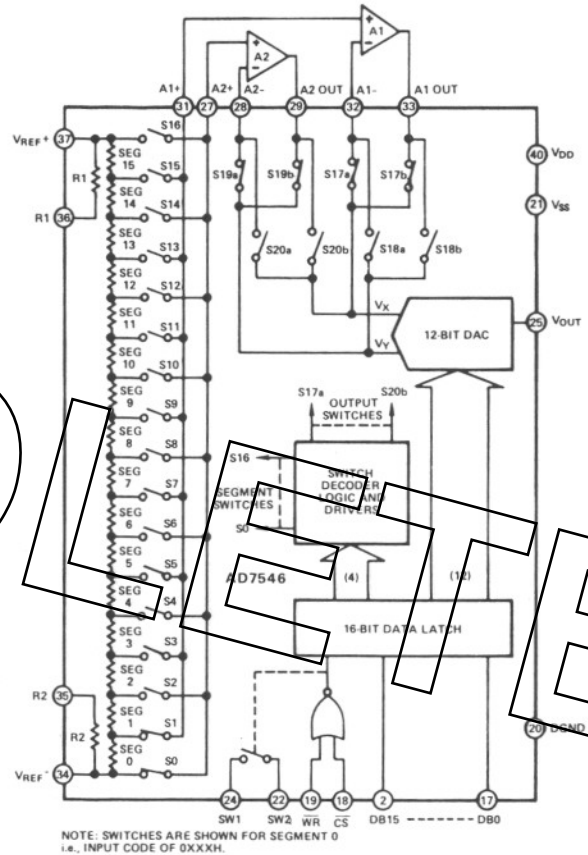 A1
A2
A1+ A2+ A2- A2 OUT A1- A1 OUT
31 27 28 29 32 33
VREF+ 37
R1
R1 36
SEG 15
SEG 14
SEG 13
SEG 12
SEG 11
SEG 10
SEG 9
SEG 8
SEG 7
SEG 6
SEG 5
SEG 4
SEG 3
SEG 2
SEG 1
SEG 0
S16
S15
S14
S13
S12
S11
S10
S9
S8
S7
S6
S5
S4
S3
S2
S1
S0
R2 35
R2
VREF- 34
S19a S19b S17a S17b
S20a S20b S18a S18b
40 VDD
21 VSS
VX
VY
12-BIT DAC
25 VOUT
S17a S20b
OUTPUT
SWITCHES
S16
SEGMENT
SWITCHES
S0
SWITCH
DECODER
LOGIC AND
DRIVERS
AD7546 (4) (12)
16-BIT DATA LATCH
20 DGND
24 22 19 18 2 17
SW1 SW2 WR CS DB15 DB0
NOTE: SWITCHES ARE SHOWN FOR SEGMENT 0
i.e., INPUT CODE OF 0XXXH.
LETE